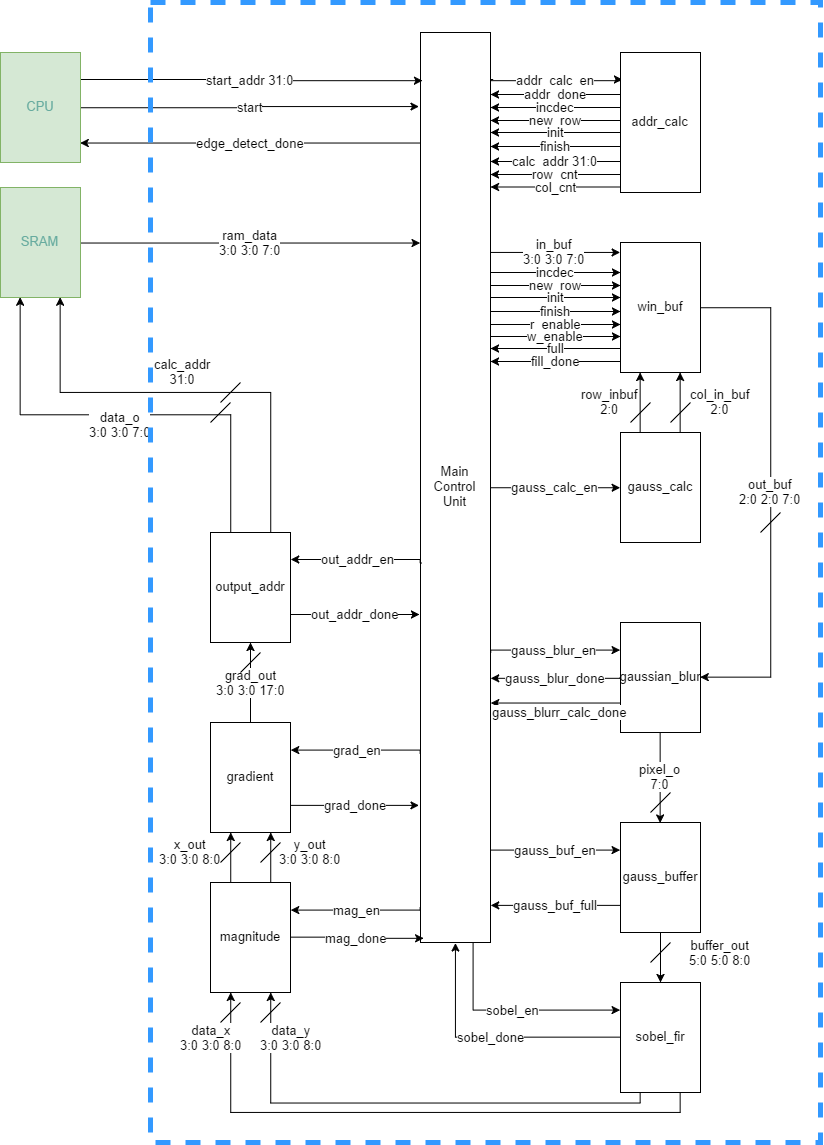 CPU
start_addr 31:0
start
edge_detect_done
SRAM
ram_data
3:0 3:0 7:0
calc_addr
31:0
data_o
3:0 3:0 7:0
addr_calc_en
addr_done
incdec
new_row
init
finish
calc_addr 31:0
row_cnt
col_cnt
addr_calc
in_buf
3:0 3:0 7:0
incdec
new_row
init
finish
r_enable
w_enable
full
fill_done
win_buf
row_inbuf
2:0
col_in_buf
2:0
Main
Control
Unit
gauss_calc_en
gauss_calc
out_buf
2:0 2:0 7:0
output_addr
out_addr_en
out_addr_done
grad_out
3:0 3:0 17:0
gauss_blur_en
gauss_blur_done
gauss_blurr_calc_done
gaussian_blur
gradient
grad_en
grad_done
pixel_o
7:0
x_out
3:0 3:0 8:0
y_out
3:0 3:0 8:0
gauss_buf_en
gauss_buf_full
gauss_buffer
magnitude
mag_en
mag_done
buffer_out
5:0 5:0 8:0
sobel_en
sobel_done
sobel_fir
data_x
3:0 3:0 8:0
data_y
3:0 3:0 8:0